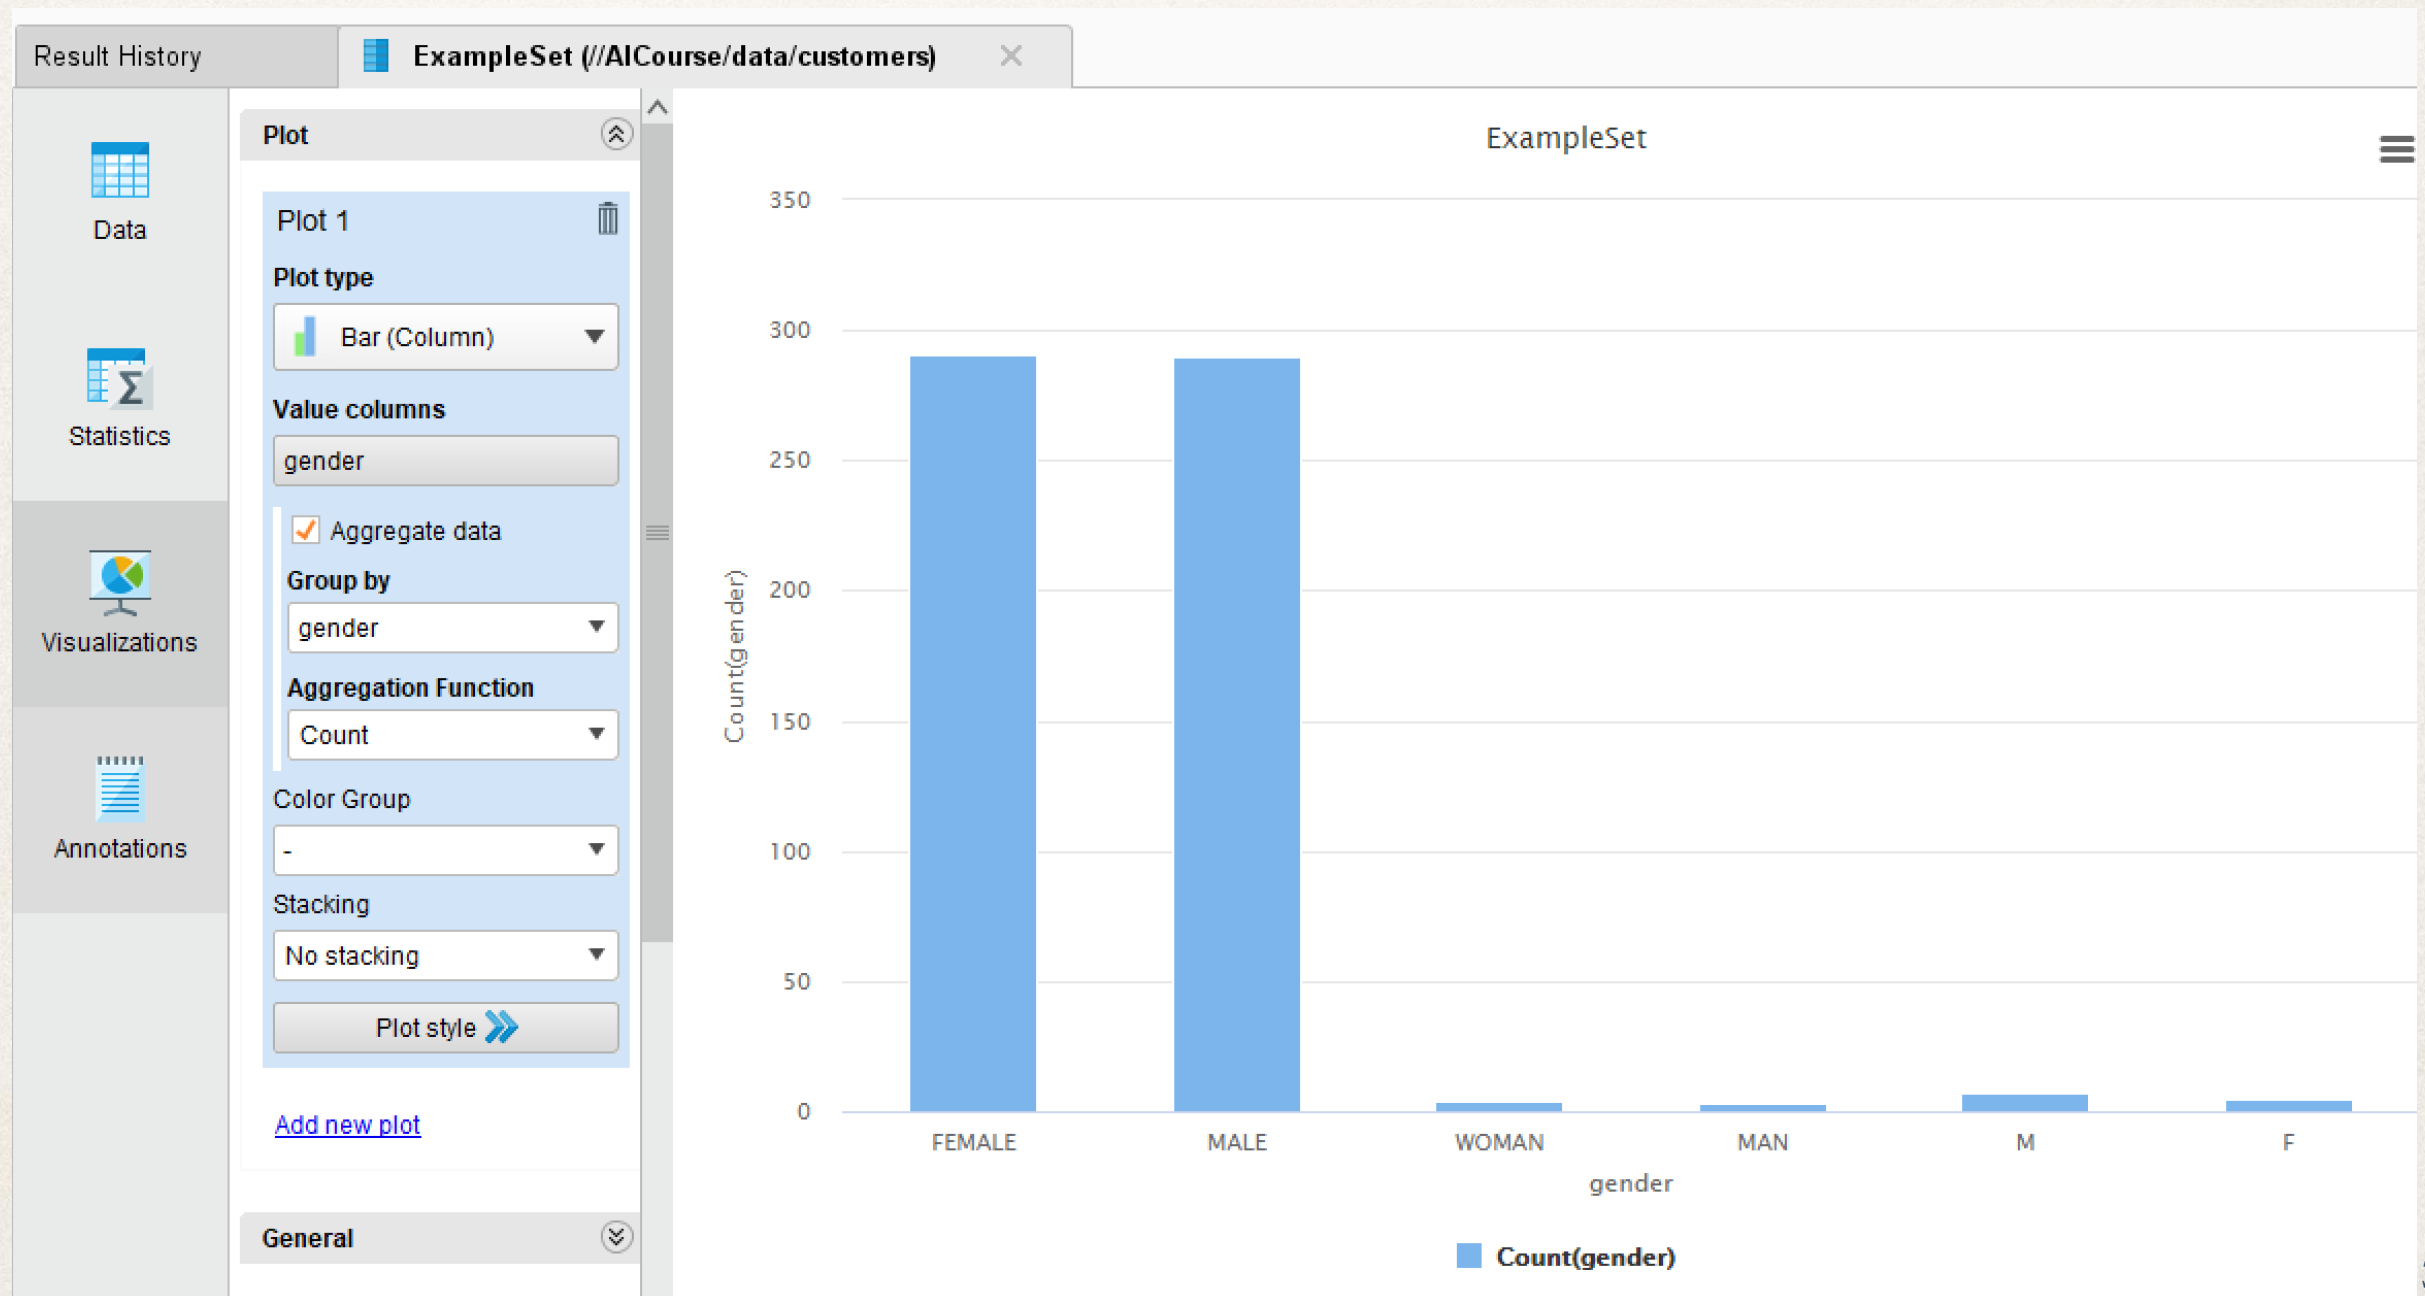 Result History
ExampleSet (//AICourse/data/customers)
Data
Statistics
Visualizations
Annotations
Plot
Plot 1
Plot type
Bar (Column)
Value columns
gender
Aggregate data
Group by
gender
Aggregation Function
Count
Color Group
-
Stacking
No stacking
Plot style
Add new plot
General
ExampleSet
350
300
250
200
150
100
50
0
Count(gender)
FEMALE MALE WOMAN MAN M F
gender
Count(gender)